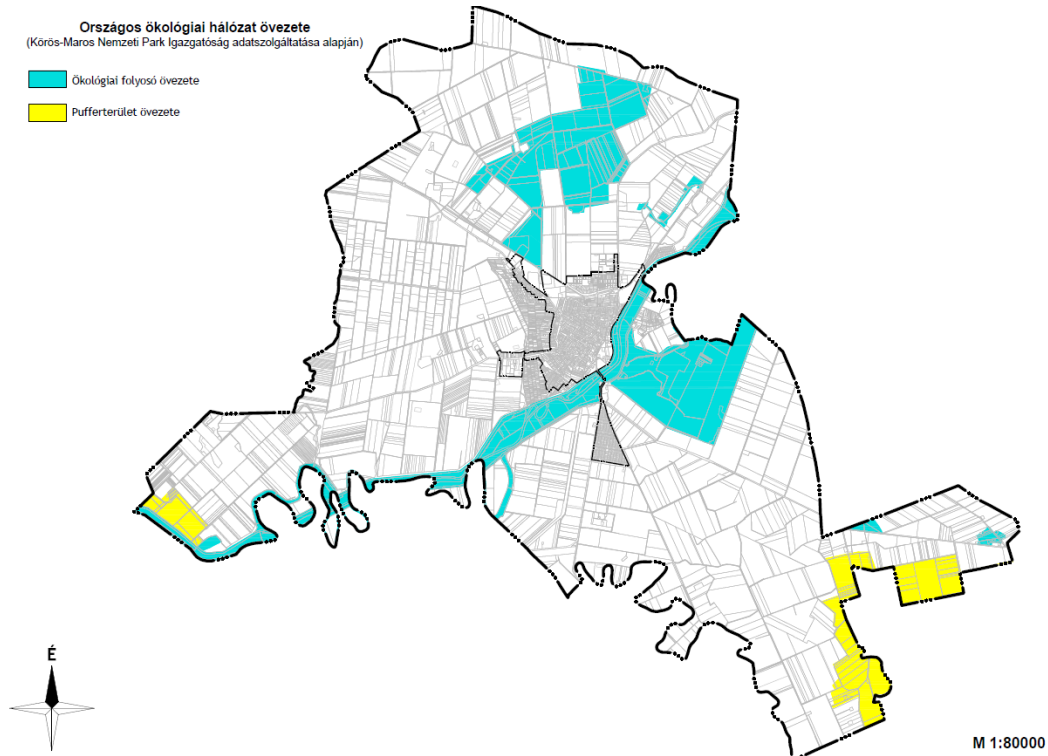 Országos ökológiai hálózat övezete
(Körös-Maros Nemzeti Park Igazgatóság adatszolgáltatása alapján)
Ökológiai folyosó övezete
Pufferterület övezete
É
M 1:80000